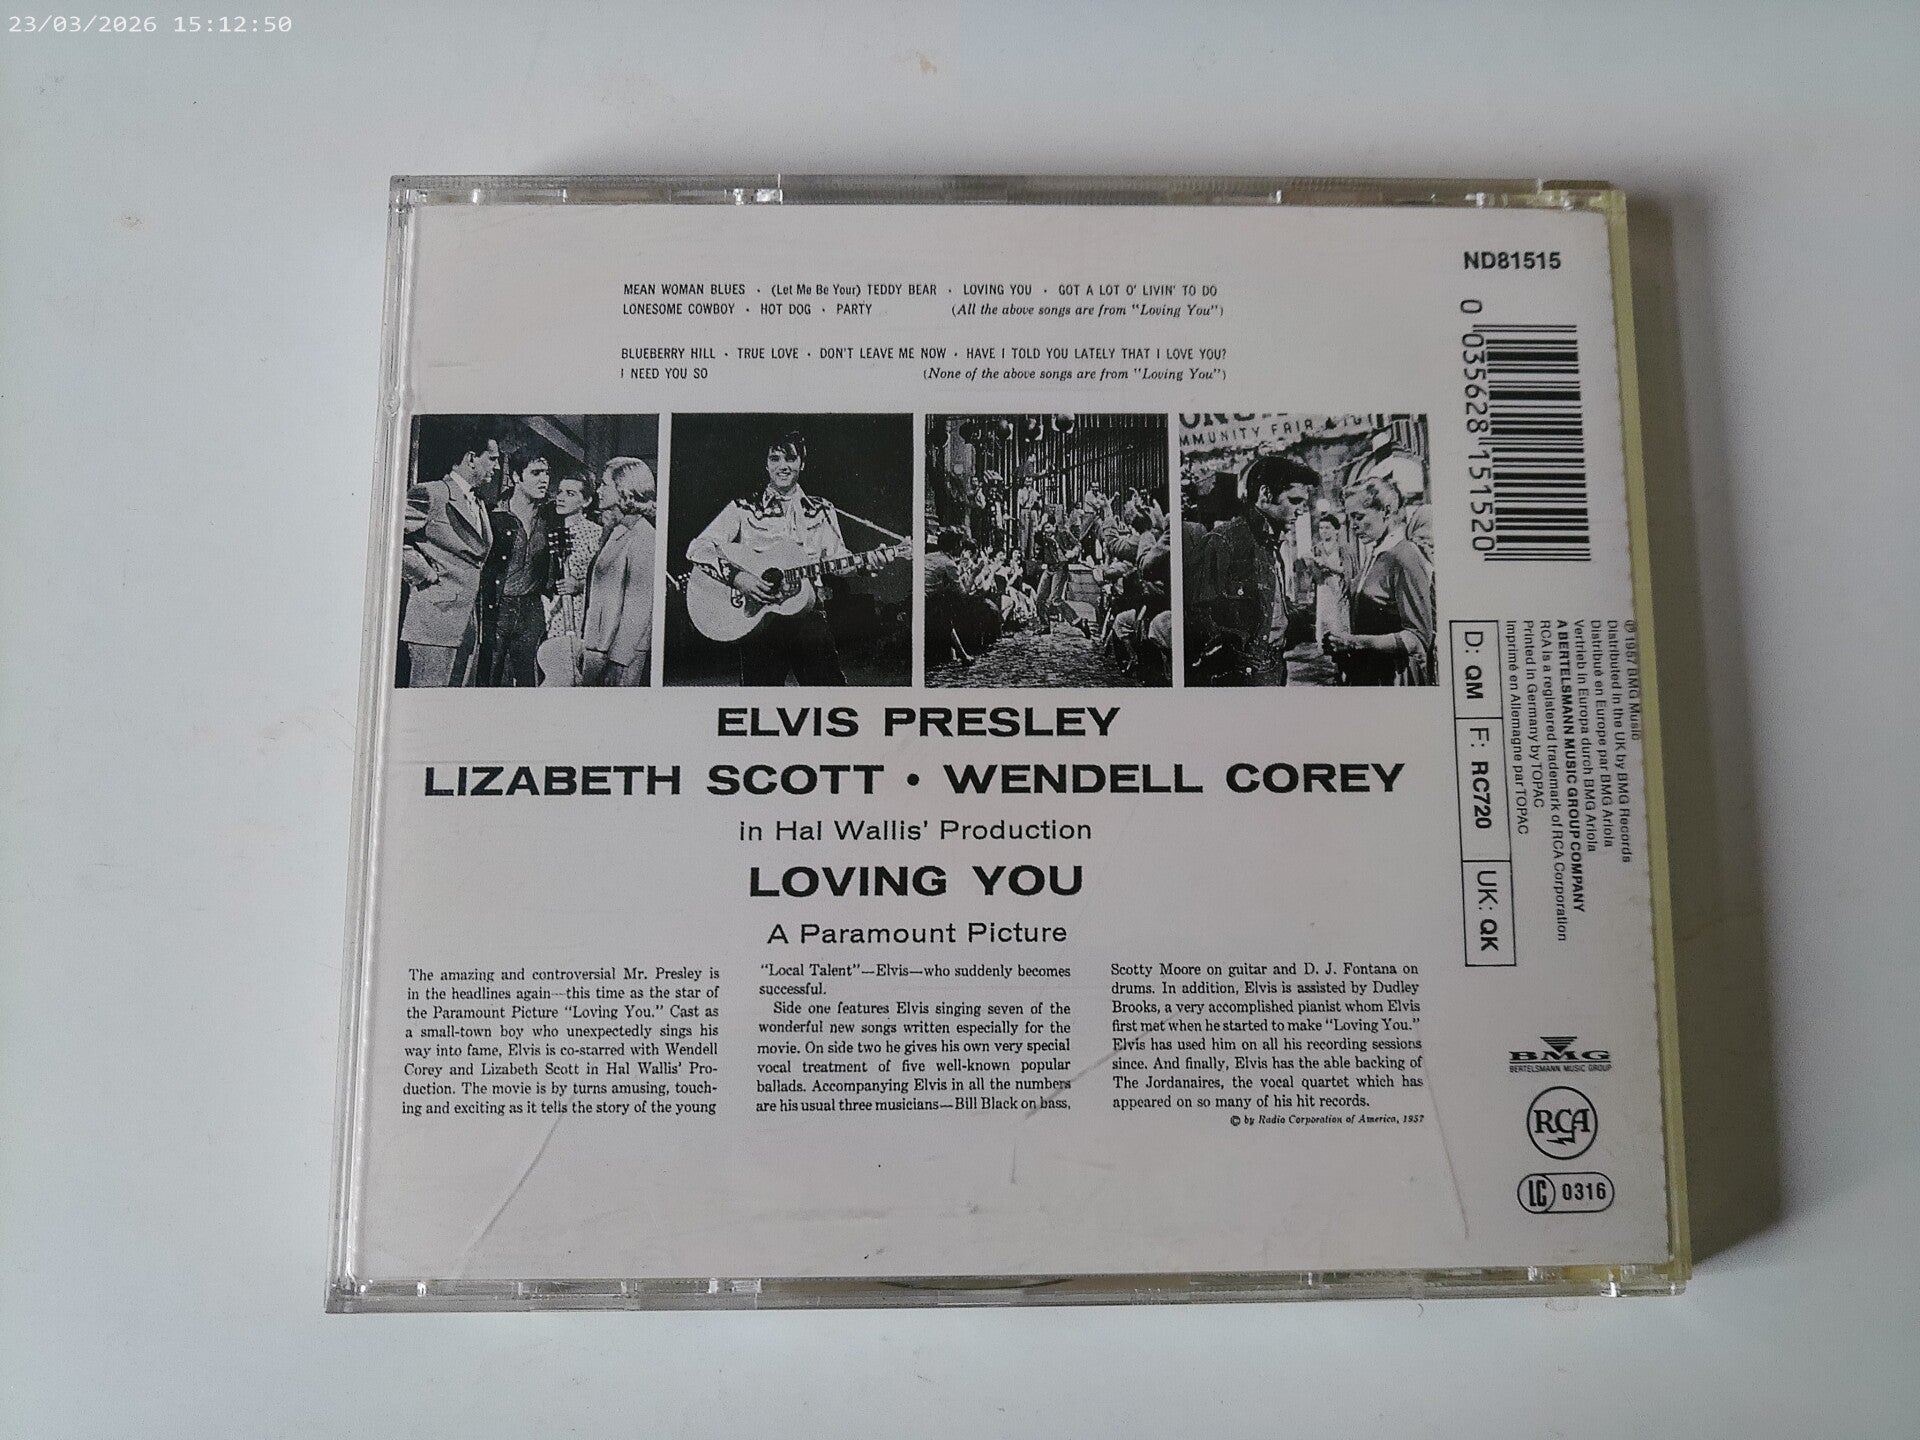 23/03/2026 15:12:50
MEAN WOMAN BLUES • (Let Me Be Your) TEDDY BEAR • LOVING YOU • GOT A LOT O' LIVIN' TO DO
LONESOME COWBOY • HOT DOG • PARTY (All the above songs are from "Loving You")
BLUEBERRY HILL • TRUE LOVE • DON'T LEAVE ME NOW • HAVE I TOLD YOU LATELY THAT I LOVE YOU?
I NEED YOU SO (None of the above songs are from "Loving You")
MMUNITY FAIR
ELVIS PRESLEY
LIZABETH SCOTT • WENDELL COREY
in Hal Wallis' Production
LOVING YOU
A Paramount Picture
The amazing and controversial Mr. Presley is
in the headlines again—this time as the star of
the Paramount Picture "Loving You." Cast as
a small-town boy who unexpectedly sings his
way into fame, Elvis is co-starred with Wendell
Corey and Lizabeth Scott in Hal Wallis' Pro-
duction. The movie is by turns amusing, touch-
ing and exciting as it tells the story of the young
"Local Talent"—Elvis—who suddenly becomes
successful.
Side one features Elvis singing seven of the
wonderful new songs written especially for the
movie. On side two he gives his own very special
vocal treatment of five well-known popular
ballads. Accompanying Elvis in all the numbers
are his usual three musicians—Bill Black on bass,
Scotty Moore on guitar and D. J. Fontana on
drums. In addition, Elvis is assisted by Dudley
Brooks, a very accomplished pianist whom Elvis
first met when he started to make "Loving You."
Elvis has used him on all his recording sessions
since. And finally, Elvis has the able backing of
The Jordanaires, the vocal quartet which has
appeared on so many of his hit records.
© by Radio Corporation of America, 1957
ND81515
0 035628 151520
℗ 1957 BMG Music
Distributed in the UK by BMG Records
Distribué en Europe par BMG Ariola
Vertrieb in Europa durch BMG Ariola
A BERTELSMANN MUSIC GROUP COMPANY
RCA is a registered trademark of RCA Corporation
Printed in Germany by TOPAC
Imprimé en Allemagne par TOPAC
D: QM F: RC720 UK: QK
BMG
BERTELSMANN MUSIC GROUP
RCA
LC 0316